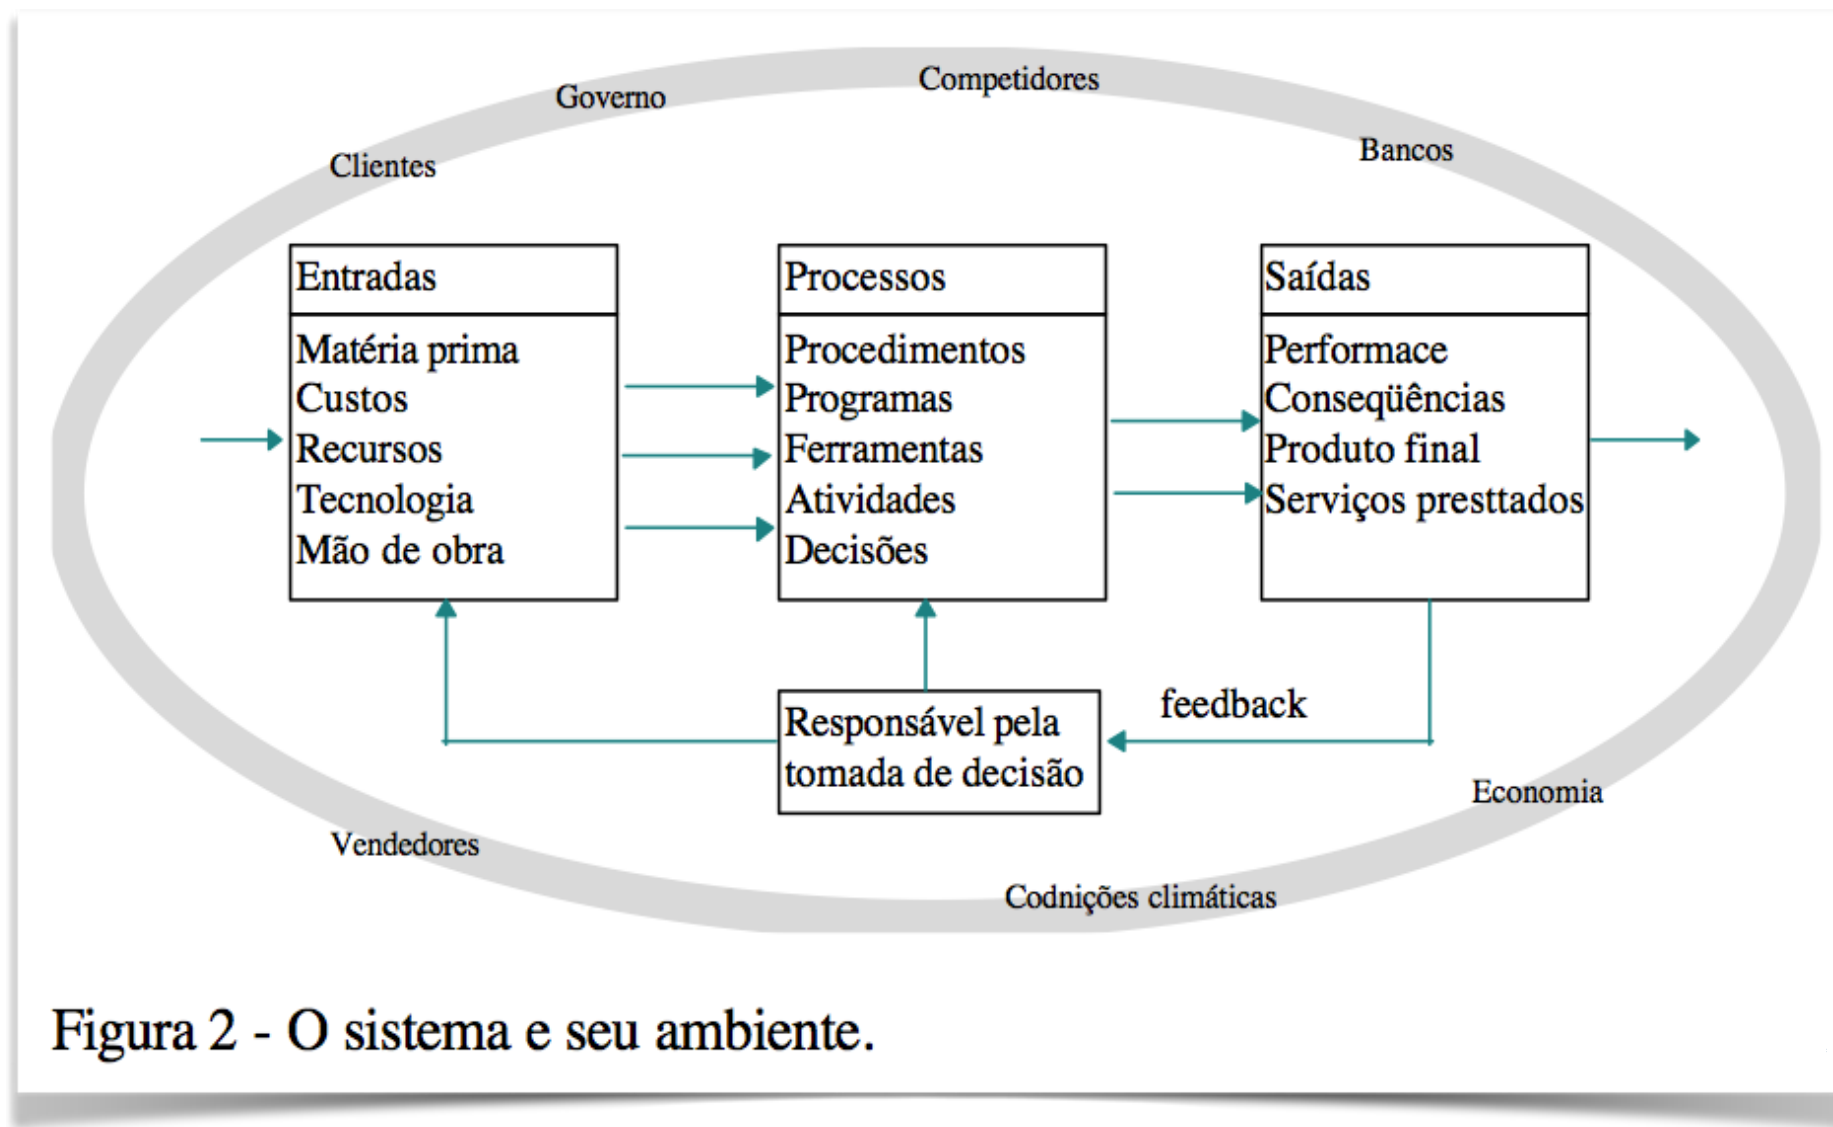 Governo
Competidores
Clientes
Bancos
Entradas
Matéria prima
Custos
Recursos
Tecnologia
Mão de obra
Processos
Procedimentos
Programas
Ferramentas
Atividades
Decisões
Saídas
Performace
Conseqüências
Produto final
Serviços presttados
Responsável pela
tomada de decisão
feedback
Economia
Vendedores
Codnições climáticas
Figura 2 - O sistema e seu ambiente.